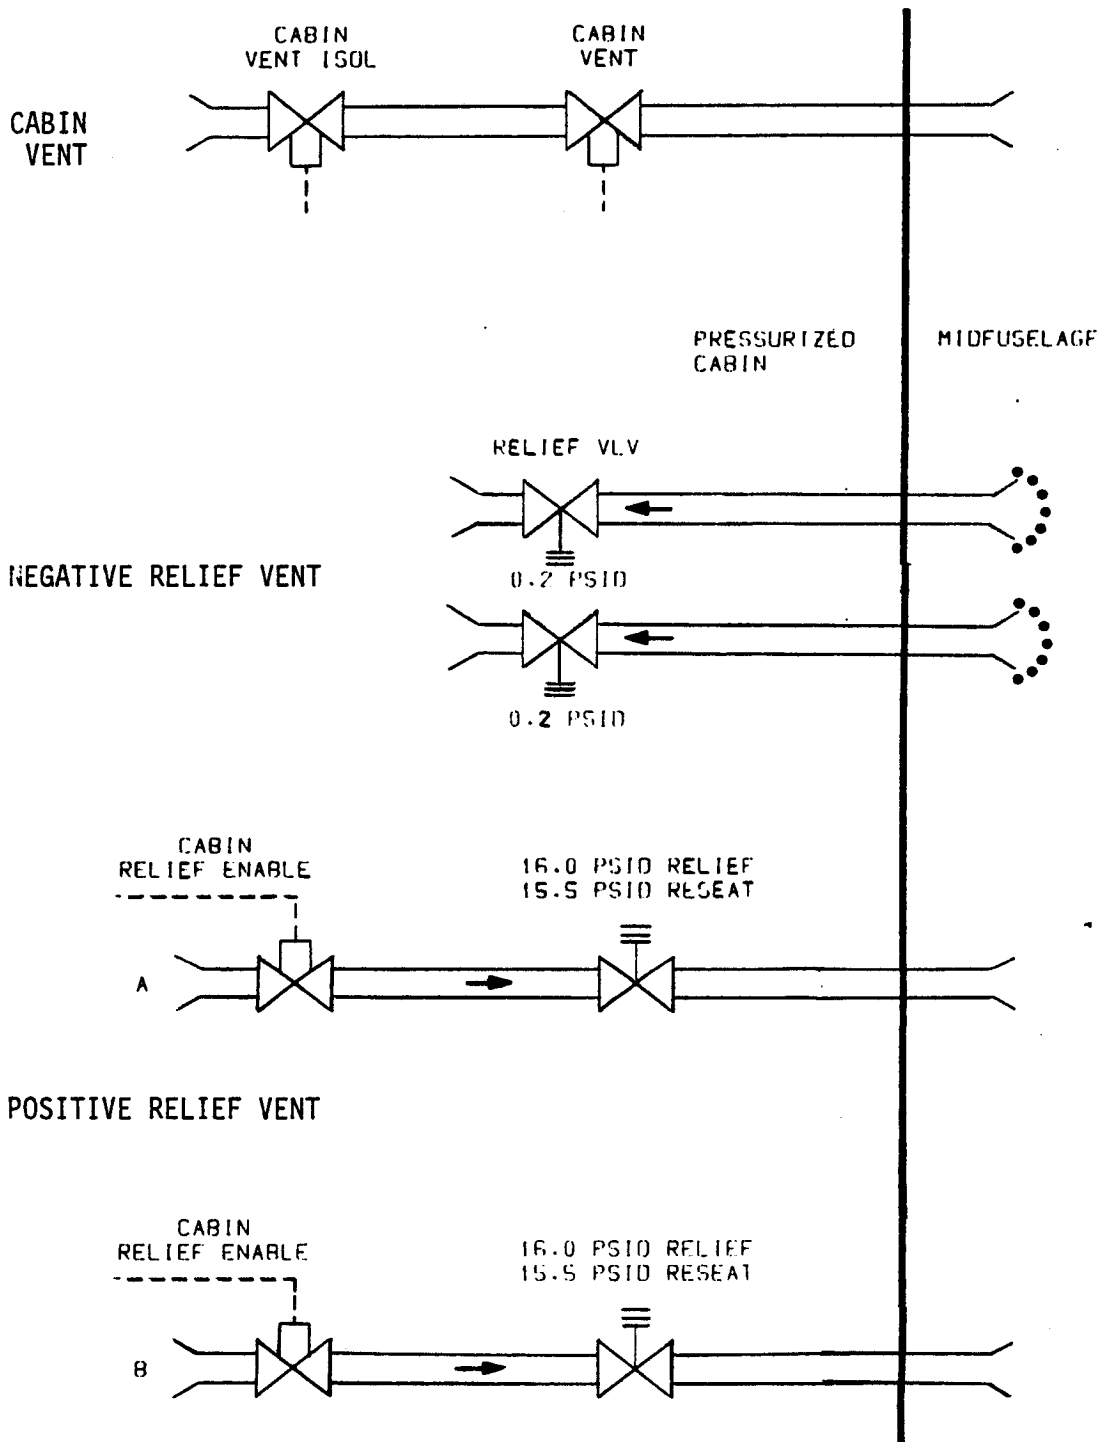 CABIN
VENT ISOL
CABIN
VENT
CABIN
VENT
PRESSURIZED
CABIN
MIDFUSELAGE
RELIEF VLV
0.2 PSID
NEGATIVE RELIEF VENT
0.2 PSID
CABIN
RELIEF ENABLE
16.0 PSID RELIEF
15.5 PSID RESEAT
A
POSITIVE RELIEF VENT
CABIN
RELIEF ENABLE
16.0 PSID RELIEF
15.5 PSID RESEAT
B